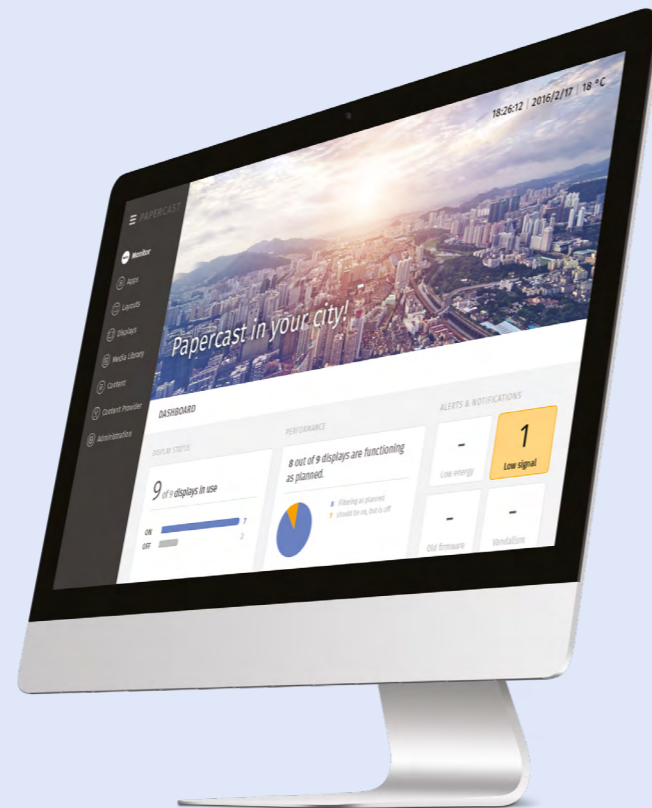 18:26:12 | 2016/2/17 | 18 °C
PAPERCAST
Monitor
Apps
Layouts
Displays
Media Library
Content
Content Provider
Administration
Papercast in your city!
DASHBOARD
DISPLAY STATUS
9 of 9 displays in use
ON 7
OFF 2
PERFORMANCE
8 out of 9 displays are functioning
as planned.
8 Filtering as planned
should be on, but is off
ALERTS & NOTIFICATIONS
-
Low energy
1
Low signal
-
Old firmware
-
Vandalism